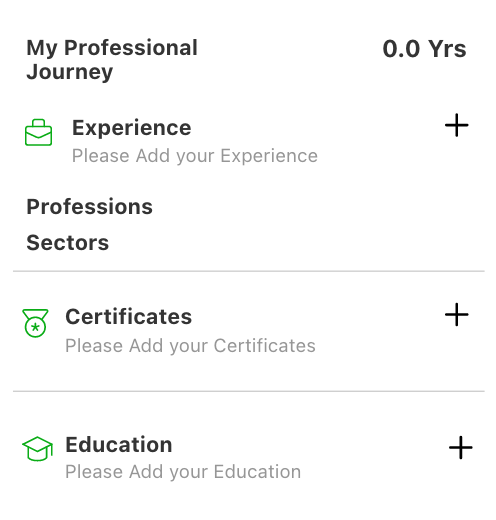 My Professional
Journey
0.0 Yrs
Experience
Please Add your Experience
Professions
Sectors
Certificates
Please Add your Certificates
Education
Please Add your Education